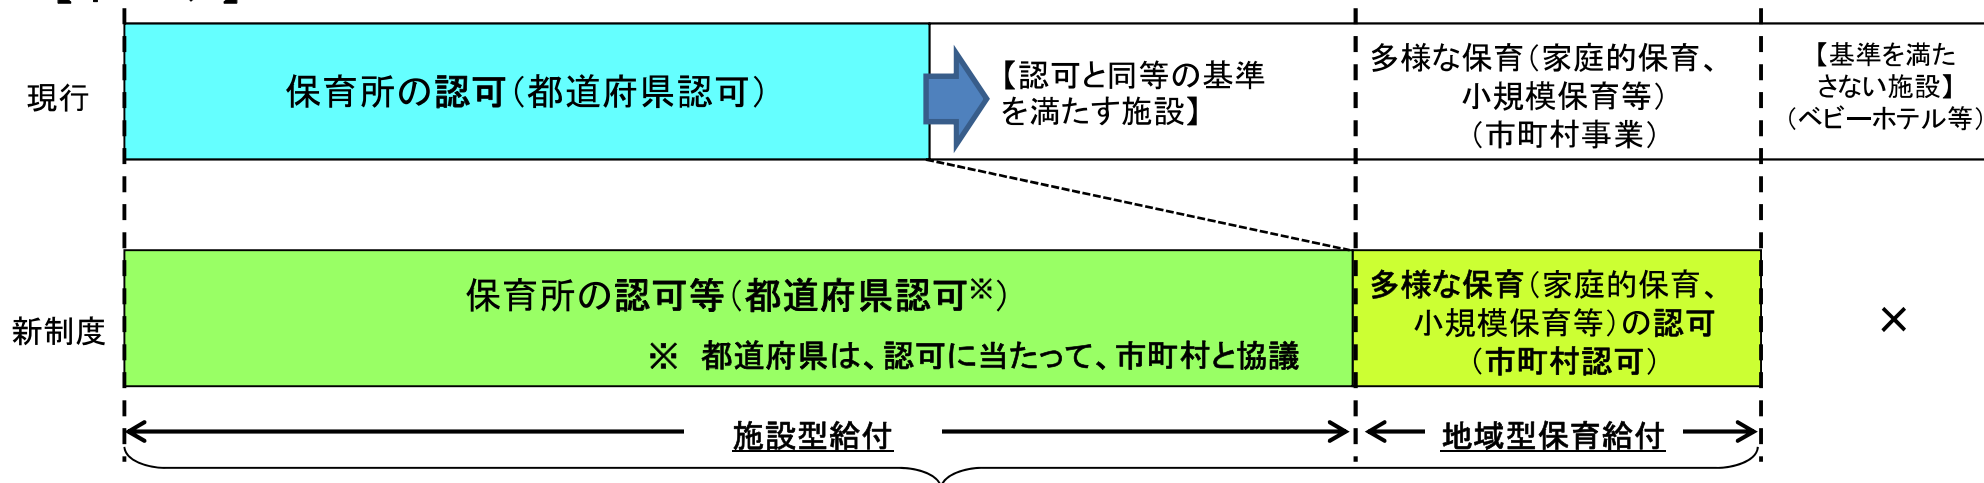 現行
保育所の認可（都道府県認可）
【認可と同等の基準
を満たす施設】
多様な保育（家庭的保育、
小規模保育等）
（市町村事業）
【基準を満た
さない施設】
（ベビーホテル等）
新制度
保育所の認可等（都道府県認可※）
※　都道府県は、認可に当たって、市町村と協議
多様な保育（家庭的保育、
小規模保育等）の認可
（市町村認可）
×
施設型給付
地域型保育給付